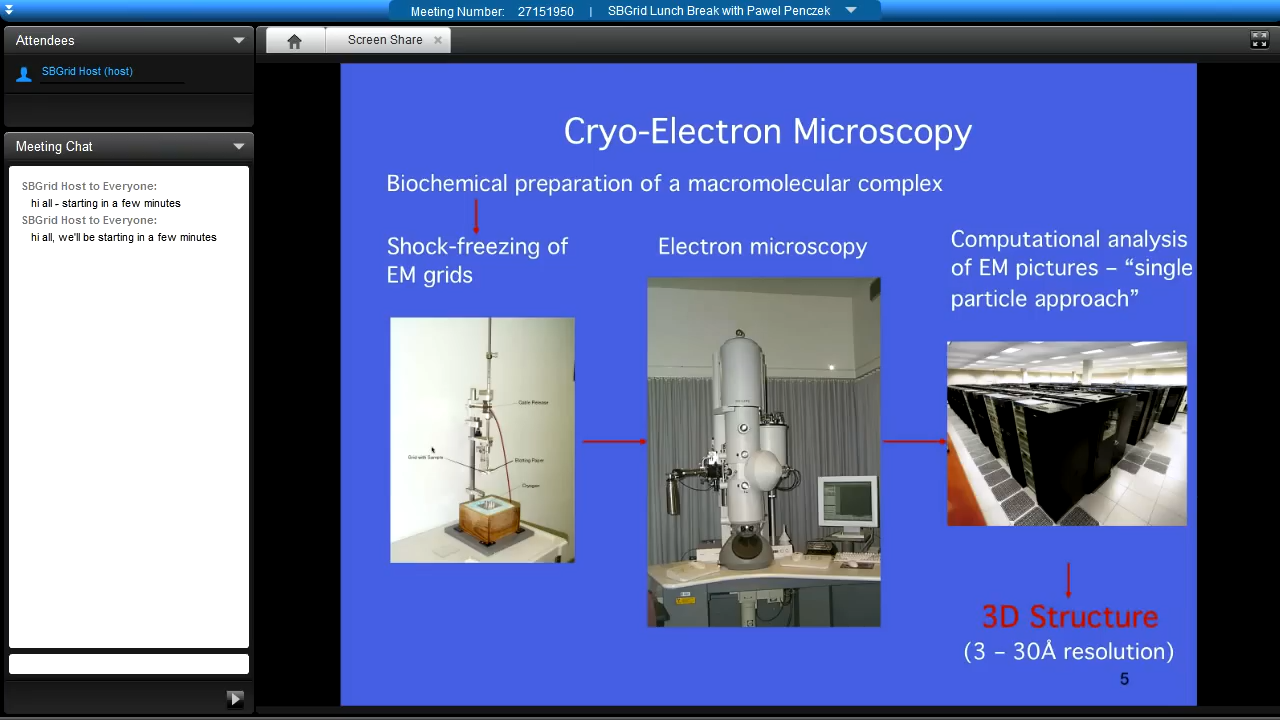 Meeting Number: 27151950 | SBGrid Lunch Break with Pawel Penczek
Attendees
SBGrid Host (host)
Meeting Chat
SBGrid Host to Everyone:
hi all - starting in a few minutes
SBGrid Host to Everyone:
hi all, we'll be starting in a few minutes
Screen Share
Cryo-Electron Microscopy
Biochemical preparation of a macromolecular complex
Shock-freezing of
EM grids
Electron microscopy
Computational analysis
of EM pictures – “single
particle approach”
Cable Release
Grid with Sample
Blotting Paper
Cryogen
3D Structure
(3 – 30Å resolution)
5